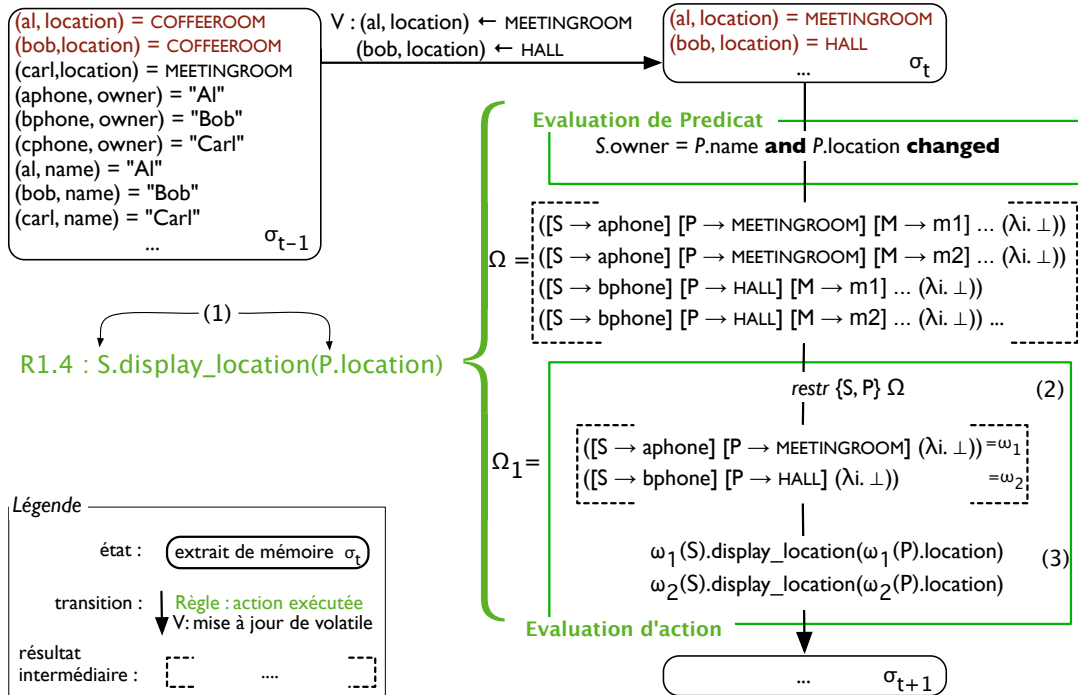 (al, location) = COFFEEROOM
(bob,location) = COFFEEROOM
(carl,location) = MEETINGROOM
(aphone, owner) = "Al"
(bphone, owner) = "Bob"
(cphone, owner) = "Carl"
(al, name) = "Al"
(bob, name) = "Bob"
(carl, name) = "Carl"
...
σt-1
V : (al, location) ← MEETINGROOM
(bob, location) ← HALL
(al, location) = MEETINGROOM
(bob, location) = HALL
...
σt
Evaluation de Predicat
S.owner = P.name and P.location changed
Ω =
([S → aphone] [P → MEETINGROOM] [M → m1] ... (λi. ⊥))
([S → aphone] [P → MEETINGROOM] [M → m2] ... (λi. ⊥))
([S → bphone] [P → HALL] [M → m1] ... (λi. ⊥))
([S → bphone] [P → HALL] [M → m2] ... (λi. ⊥)) ...
(1)
R1.4 : S.display_location(P.location)
restr {S, P} Ω
(2)
Ω1 =
([S → aphone] [P → MEETINGROOM] (λi. ⊥)) =ω1
([S → bphone] [P → HALL] (λi. ⊥)) =ω2
ω1(S).display_location(ω1(P).location)
(3)
ω2(S).display_location(ω2(P).location)
Evaluation d'action
...
σt+1
Légende
état :
extrait de mémoire σt
transition :
Règle : action exécutée
V: mise à jour de volatile
résultat
intermédiaire :
....